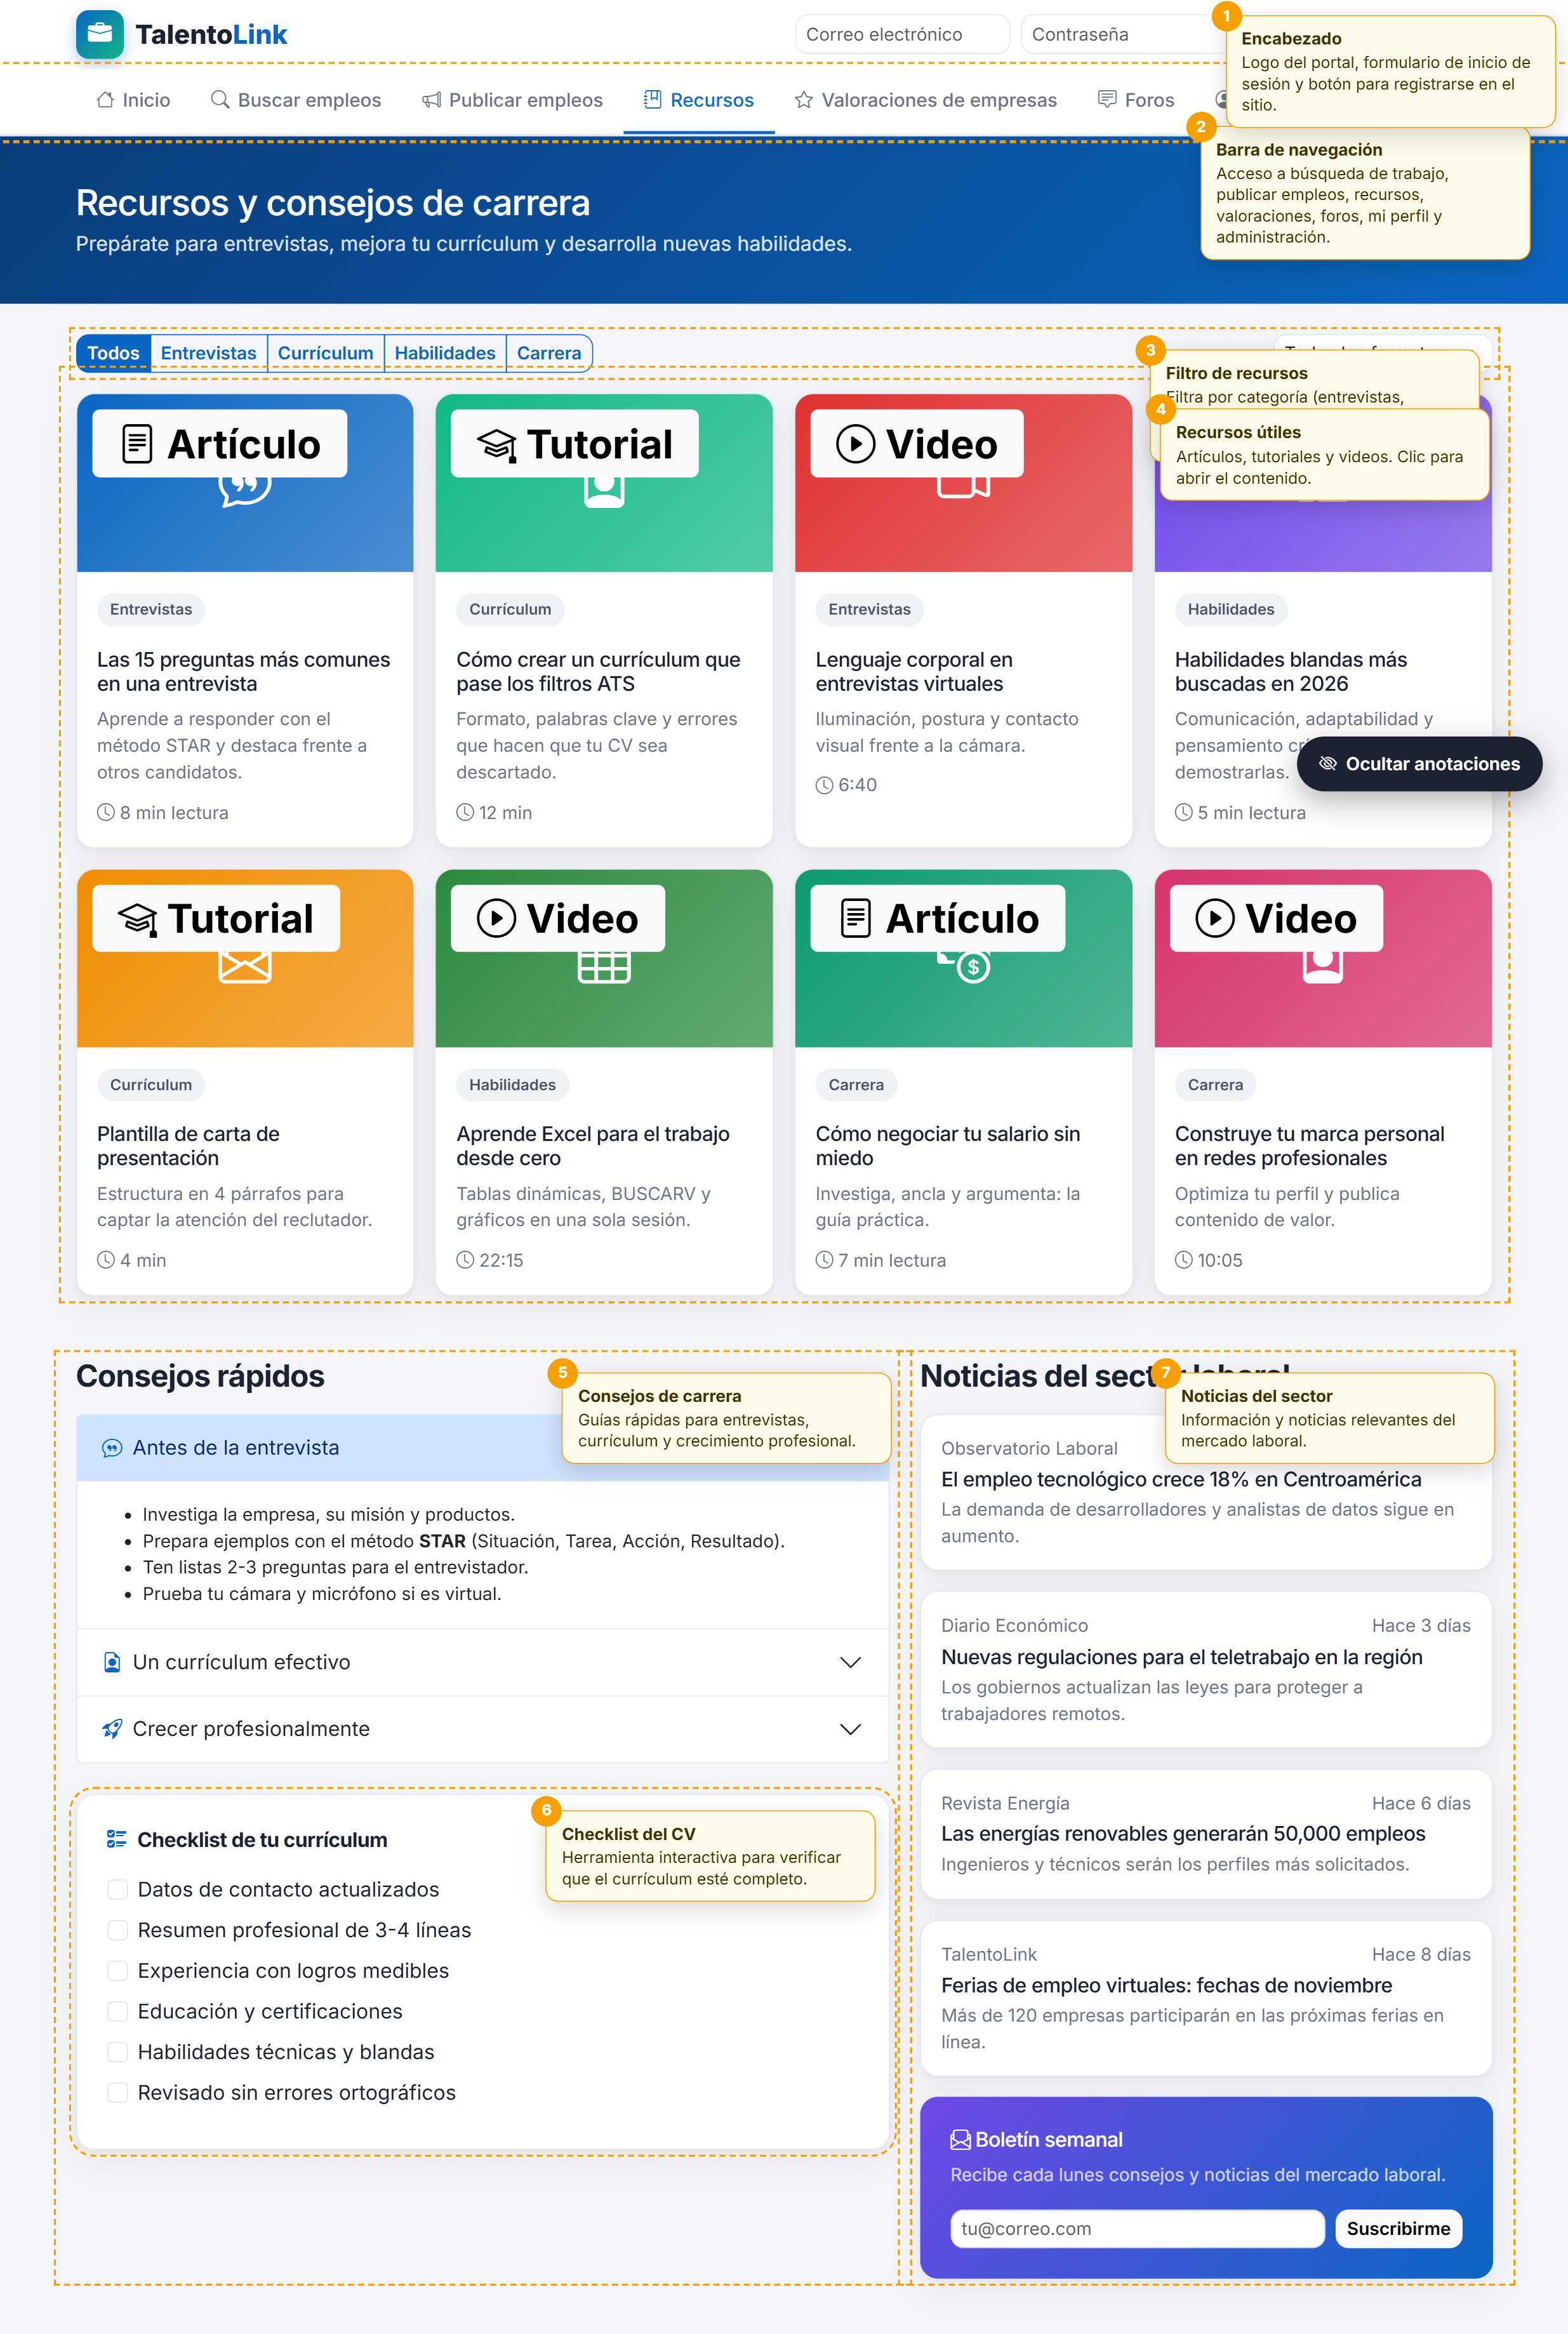 TalentoLink
Correo electrónico
Contraseña
1
Encabezado
Logo del portal, formulario de inicio de
sesión y botón para registrarse en el
sitio.
Inicio
Buscar empleos
Publicar empleos
Recursos
Valoraciones de empresas
Foros
2
Barra de navegación
Acceso a búsqueda de trabajo,
publicar empleos, recursos,
valoraciones, foros, mi perfil y
administración.
Recursos y consejos de carrera
Prepárate para entrevistas, mejora tu currículum y desarrolla nuevas habilidades.
Todos
Entrevistas
Currículum
Habilidades
Carrera
3
Filtro de recursos
Filtra por categoría (entrevistas,
4
Recursos útiles
Artículos, tutoriales y videos. Clic para
abrir el contenido.
Artículo
Entrevistas
Las 15 preguntas más comunes
en una entrevista
Aprende a responder con el
método STAR y destaca frente a
otros candidatos.
8 min lectura
Tutorial
Currículum
Cómo crear un currículum que
pase los filtros ATS
Formato, palabras clave y errores
que hacen que tu CV sea
descartado.
12 min
Video
Entrevistas
Lenguaje corporal en
entrevistas virtuales
Iluminación, postura y contacto
visual frente a la cámara.
6:40
Habilidades
Habilidades blandas más
buscadas en 2026
Comunicación, adaptabilidad y
pensamiento
demostrarlas.
5 min lectura
Ocultar anotaciones
Tutorial
Currículum
Plantilla de carta de
presentación
Estructura en 4 párrafos para
captar la atención del reclutador.
4 min
Video
Habilidades
Aprende Excel para el trabajo
desde cero
Tablas dinámicas, BUSCARV y
gráficos en una sola sesión.
22:15
Artículo
Carrera
Cómo negociar tu salario sin
miedo
Investiga, ancla y argumenta: la
guía práctica.
7 min lectura
Video
Carrera
Construye tu marca personal
en redes profesionales
Optimiza tu perfil y publica
contenido de valor.
10:05
Consejos rápidos
5
Consejos de carrera
Guías rápidas para entrevistas,
currículum y crecimiento profesional.
Antes de la entrevista
• Investiga la empresa, su misión y productos.
• Prepara ejemplos con el método STAR (Situación, Tarea, Acción, Resultado).
• Ten listas 2-3 preguntas para el entrevistador.
• Prueba tu cámara y micrófono si es virtual.
Un currículum efectivo
Crecer profesionalmente
6
Checklist del CV
Herramienta interactiva para verificar
que el currículum esté completo.
Checklist de tu currículum
Datos de contacto actualizados
Resumen profesional de 3-4 líneas
Experiencia con logros medibles
Educación y certificaciones
Habilidades técnicas y blandas
Revisado sin errores ortográficos
Noticias del
7
Noticias del sector
Información y noticias relevantes del
mercado laboral.
Observatorio Laboral
El empleo tecnológico crece 18% en Centroamérica
La demanda de desarrolladores y analistas de datos sigue en
aumento.
Diario Económico
Hace 3 días
Nuevas regulaciones para el teletrabajo en la región
Los gobiernos actualizan las leyes para proteger a
trabajadores remotos.
Revista Energía
Hace 6 días
Las energías renovables generarán 50,000 empleos
Ingenieros y técnicos serán los perfiles más solicitados.
TalentoLink
Hace 8 días
Ferias de empleo virtuales: fechas de noviembre
Más de 120 empresas participarán en las próximas ferias en
línea.
Boletín semanal
Recibe cada lunes consejos y noticias del mercado laboral.
tu@correo.com
Suscribirme